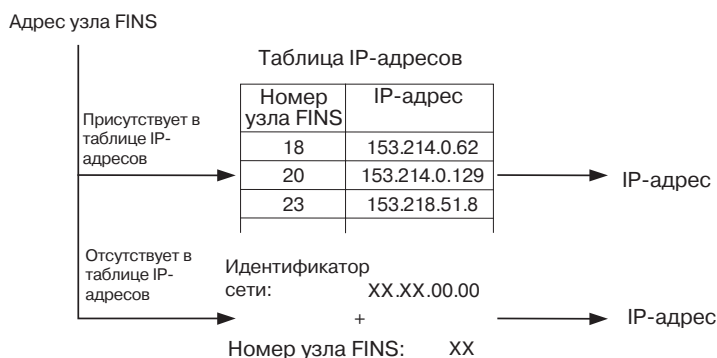 Адрес узла FINS
Таблица IP-адресов
Номер узла FINS
IP-адрес
Присутствует в
таблице IP-
адресов
18 153.214.0.62
20 153.214.0.129
23 153.218.51.8
IP-адрес
Отсутствует в
таблице IP-
адресов
Идентификатор
сети: XX.XX.00.00
+
IP-адрес
Номер узла FINS: XX